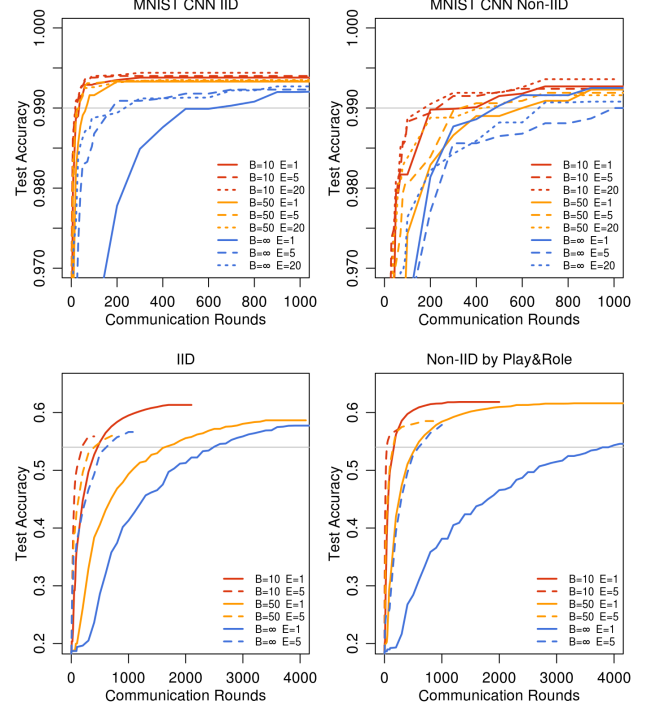 MNIST CNN IID
1.000
0.990
0.980
0.970
Test Accuracy
B=10 E=1
B=10 E=5
B=10 E=20
B=50 E=1
B=50 E=5
B=50 E=20
B=∞ E=1
B=∞ E=5
B=∞ E=20
0 200 400 600 800 1000
Communication Rounds
MNIST CNN Non-IID
1.000
0.990
0.980
0.970
Test Accuracy
B=10 E=1
B=10 E=5
B=10 E=20
B=50 E=1
B=50 E=5
B=50 E=20
B=∞ E=1
B=∞ E=5
B=∞ E=20
0 200 400 600 800 1000
Communication Rounds
IID
0.6
0.5
0.4
0.3
0.2
Test Accuracy
B=10 E=1
B=10 E=5
B=50 E=1
B=50 E=5
B=∞ E=1
B=∞ E=5
0 1000 2000 3000 4000
Communication Rounds
Non-IID by Play&Role
0.6
0.5
0.4
0.3
0.2
Test Accuracy
B=10 E=1
B=10 E=5
B=50 E=1
B=50 E=5
B=∞ E=1
B=∞ E=5
0 1000 2000 3000 4000
Communication Rounds